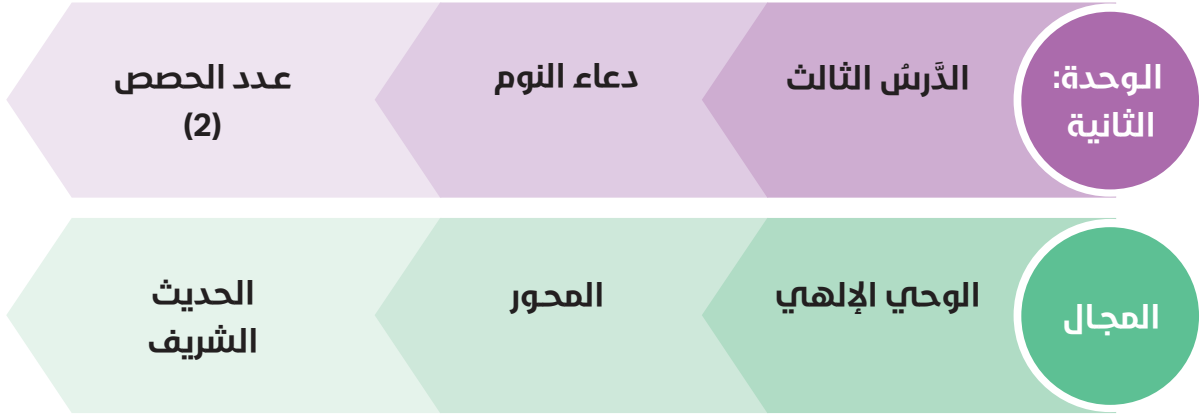 الوحدة:
الثانية
الدَّرسُ الثالث
دعاء النوم
عدد الحصص
(2)
المجال
الوحي الإلهي
المحور
الحديث
الشريف